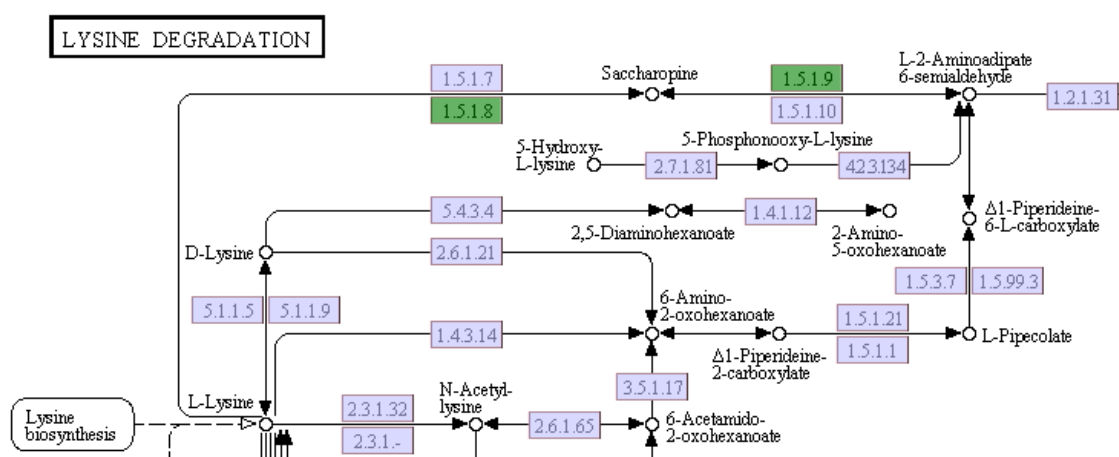 LYSINE DEGRADATION
1.5.1.7
Saccharopine
1.5.1.9
L-2-Aminoadipate
6-semialdehyde
1.5.1.8
1.5.1.10
1.2.1.31
5-Hydroxy-
L-lysine
5-Phosphonooxy-L-lysine
2.7.1.81
4.2.3.134
5.4.3.4
1.4.1.12
Δ1-Piperideine-
6-L-carboxylate
2,5-Diaminohexanoate
2-Amino-
5-oxohexanoate
D-Lysine
2.6.1.21
1.5.3.7
1.5.99.3
5.1.1.5
5.1.1.9
6-Amino-
2-oxohexanoate
1.4.3.14
1.5.1.21
1.5.1.1
L-Pipecolate
Δ1-Piperideine-
2-carboxylate
3.5.1.17
L-Lysine
N-Acetyl-
lysine
Lysine
biosynthesis
2.3.1.32
2.3.1.-
2.6.1.65
6-Acetamido-
2-oxohexanoate